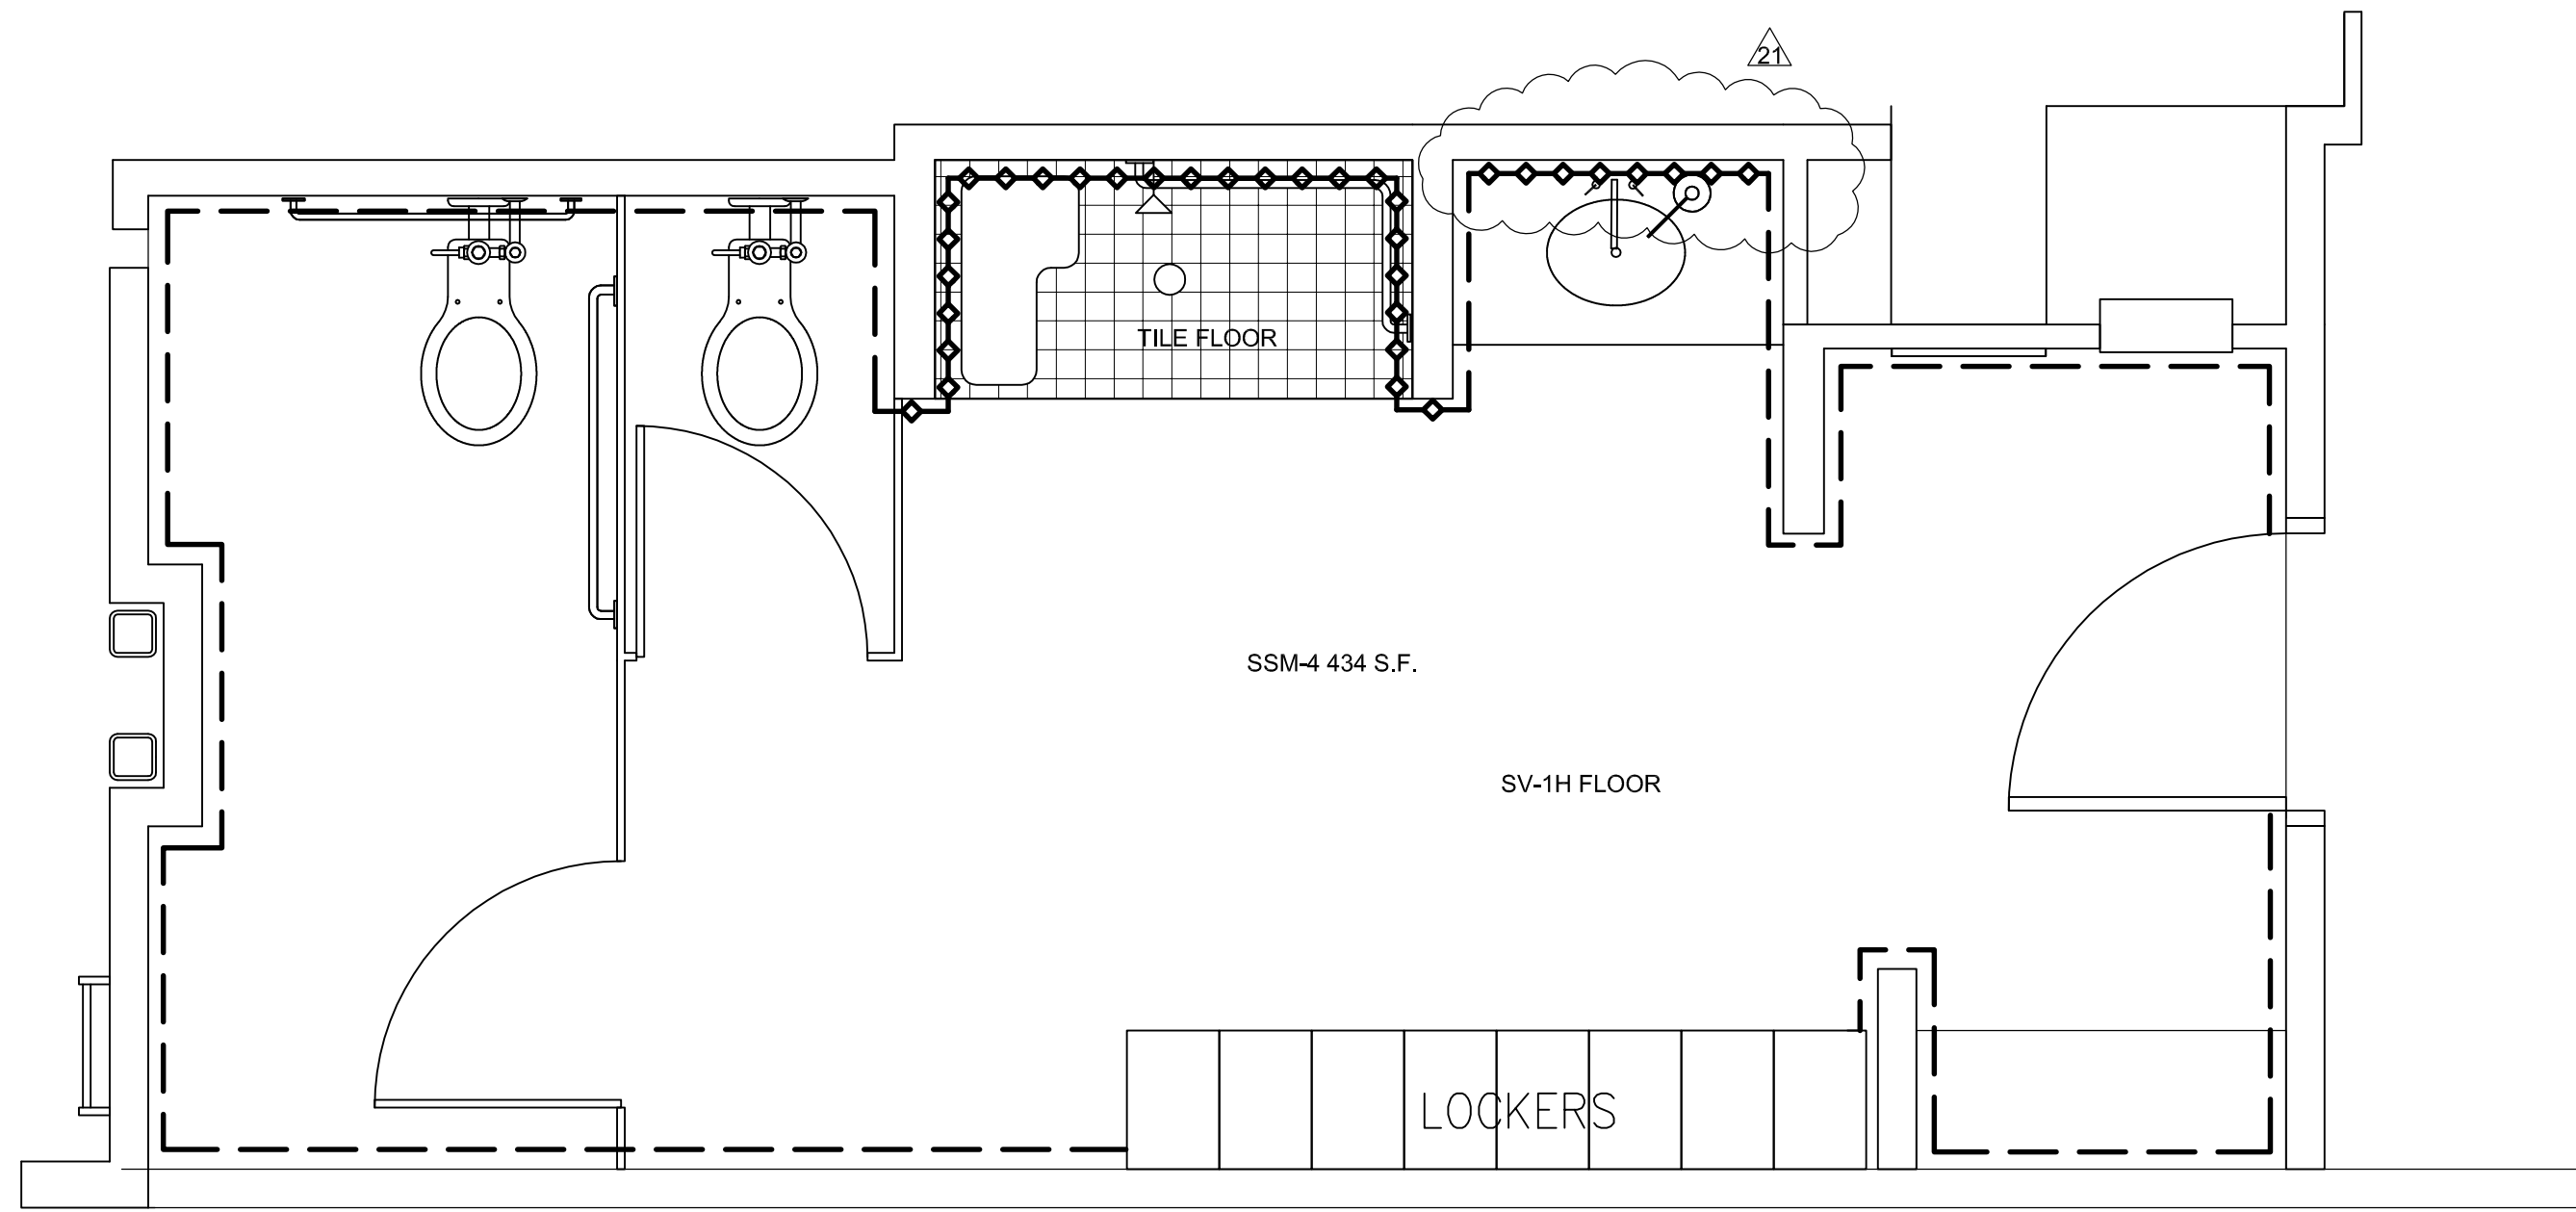 21
TILE FLOOR
SSM-4 434 S.F.
SV-1H FLOOR
LOCKERS